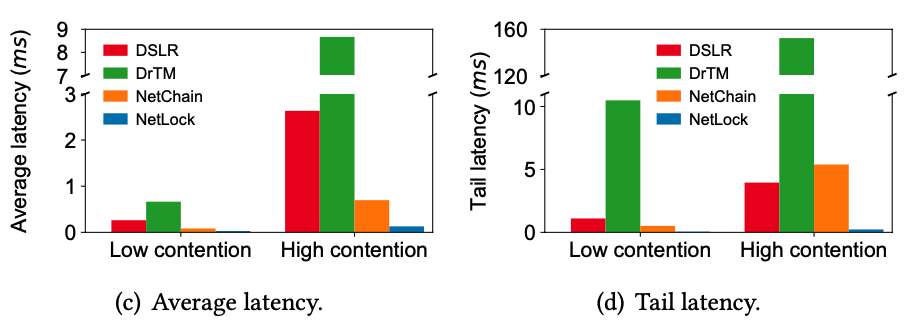 Average latency (ms)
9
8
7
3
2
1
0
DSLR
DrTM
NetChain
NetLock
Low contention
High contention
(c) Average latency.
Tail latency (ms)
160
120
10
5
0
DSLR
DrTM
NetChain
NetLock
Low contention
High contention
(d) Tail latency.